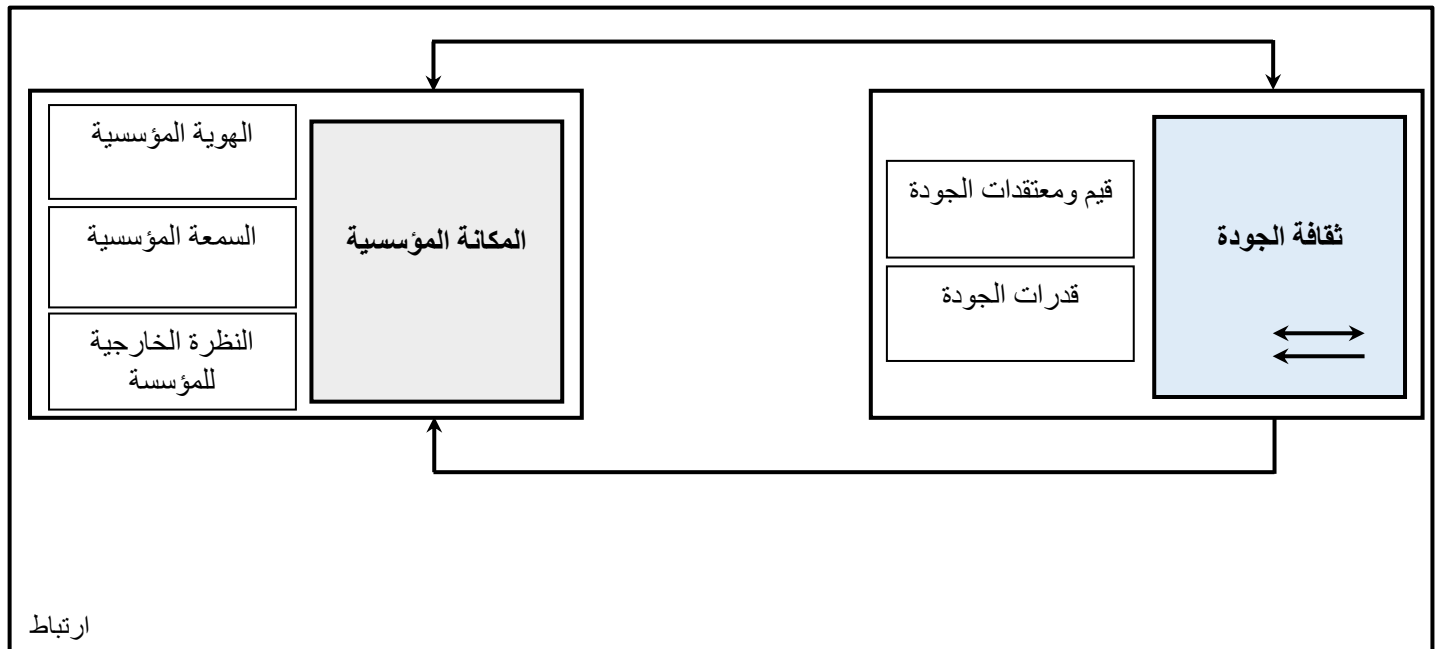 ثقافة الجودة
قيم ومعتقدات الجودة
قدرات الجودة
المكانة المؤسسية
الهوية المؤسسية
السمعة المؤسسية
النظرة الخارجية
للمؤسسة
ارتباط